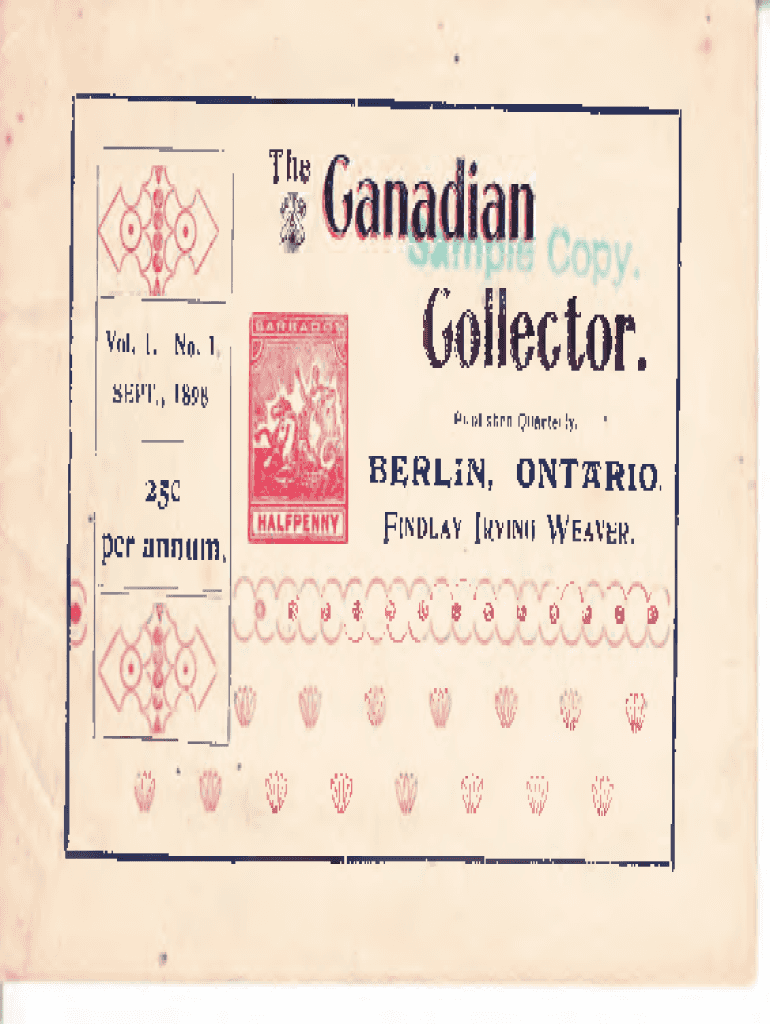 The
Canadian
Sample Copy.
Collector.
Vol. 1. No. 1.
SEPT., 1898
25c
per annum.
BARBADOS
HALFPENNY
Published Quarterly.
BERLIN, ONTARIO.
FINDLAY IRVING WEAVER.